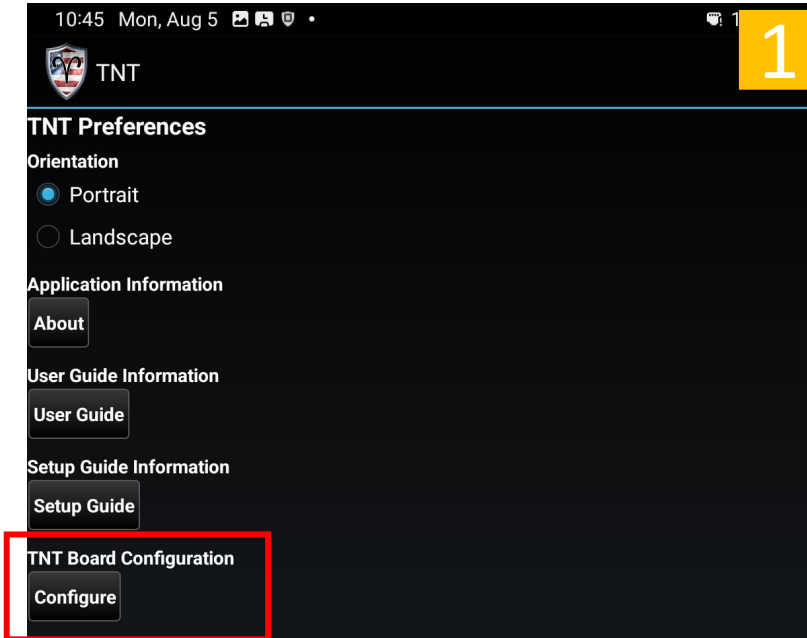 10:45 Mon, Aug 5
1
TNT
TNT Preferences
Orientation
Portrait
Landscape
Application Information
About
User Guide Information
User Guide
Setup Guide Information
Setup Guide
TNT Board Configuration
Configure